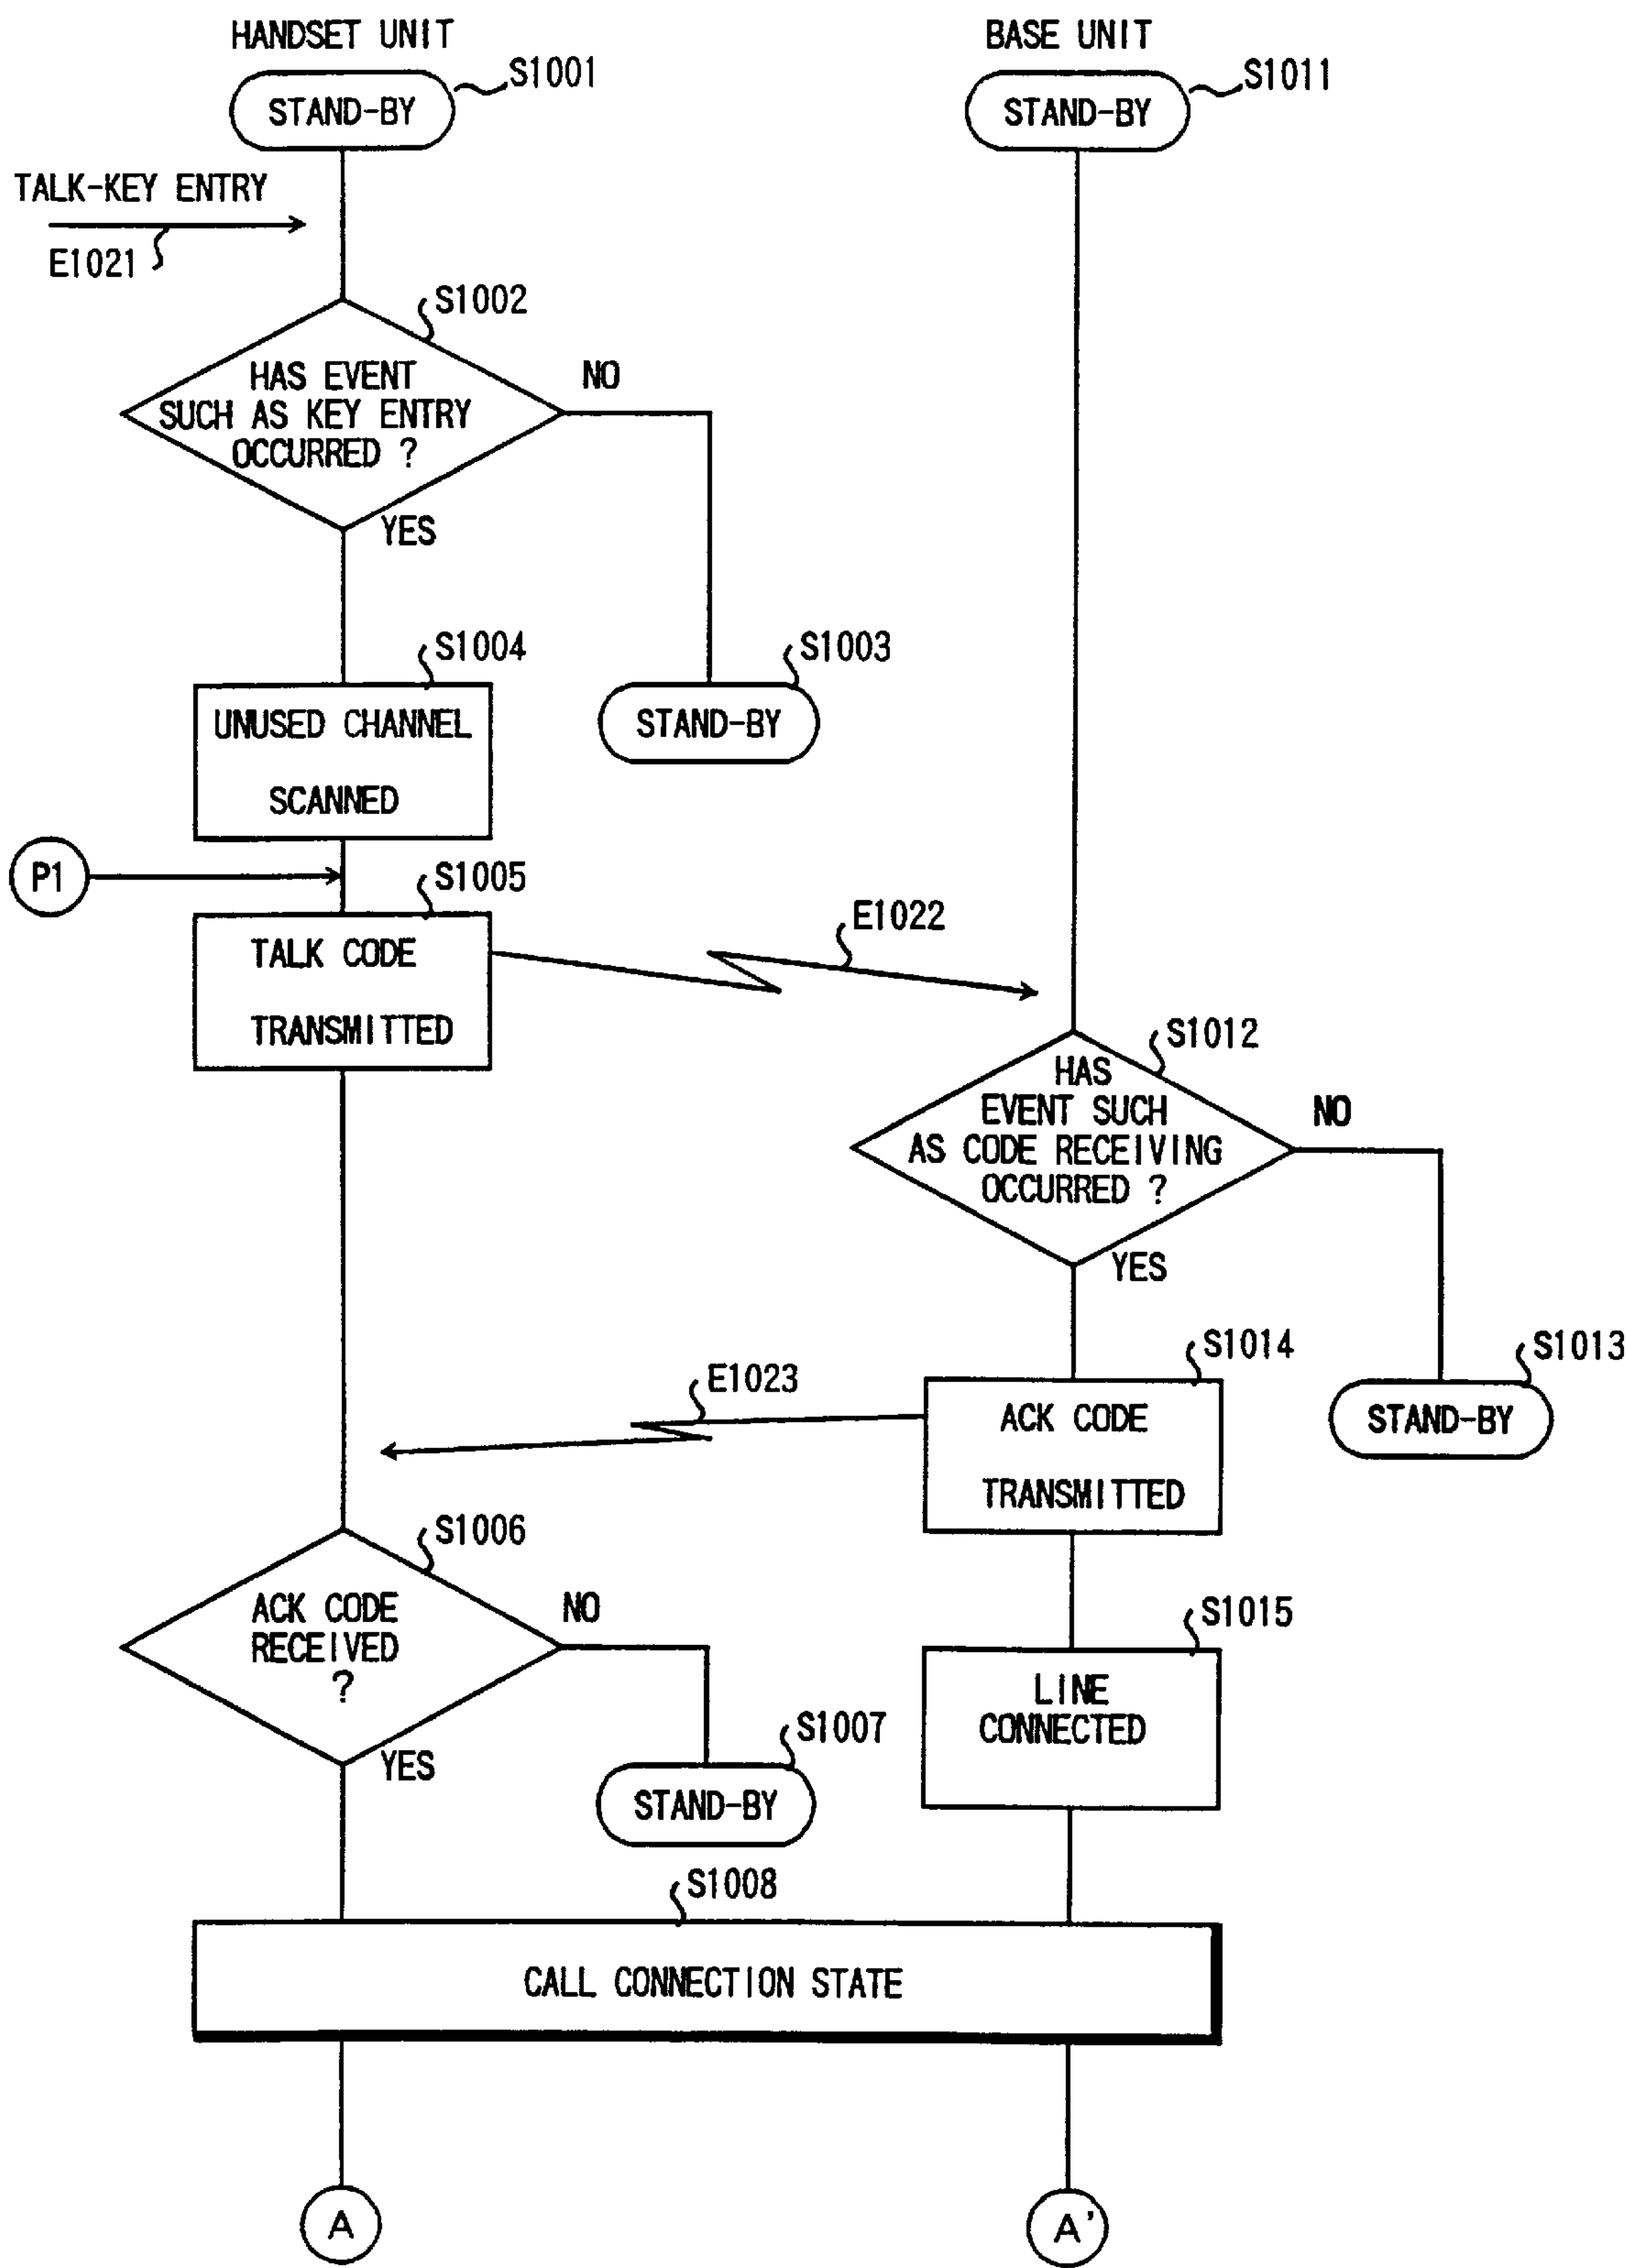 HANDSET UNIT
BASE UNIT
S1001
STAND-BY
S1011
STAND-BY
TALK-KEY ENTRY
E1021
S1002
HAS EVENT
SUCH AS KEY ENTRY
OCCURRED ?
NO
YES
S1004
UNUSED CHANNEL
SCANNED
S1003
STAND-BY
P1
S1005
TALK CODE
TRANSMITTED
E1022
S1012
HAS
EVENT SUCH
AS CODE RECEIVING
OCCURRED ?
NO
YES
S1014
ACK CODE
TRANSMITTED
S1013
STAND-BY
E1023
S1006
ACK CODE
RECEIVED
?
NO
YES
S1015
LINE
CONNECTED
S1007
STAND-BY
S1008
CALL CONNECTION STATE
A
A'